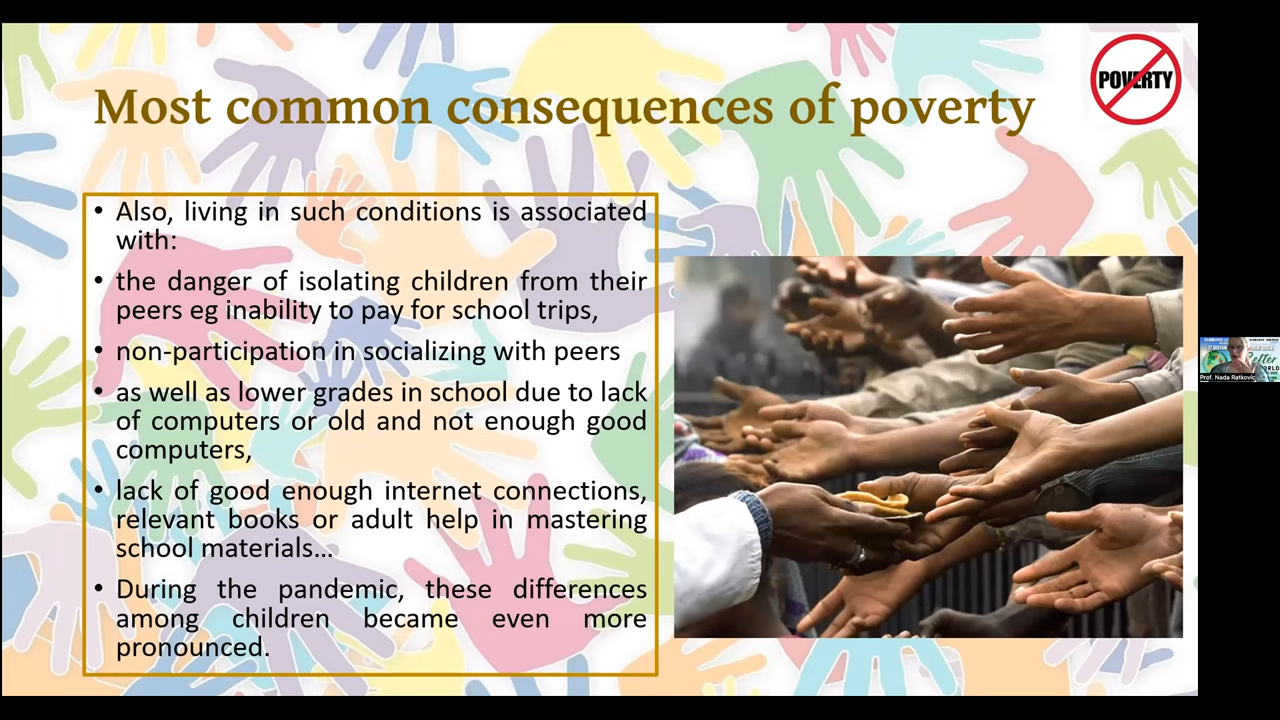 POVERTY
Most common consequences of poverty
• Also, living in such conditions is associated
with:
• the danger of isolating children from their
peers eg inability to pay for school trips,
• non-participation in socializing with peers
• as well as lower grades in school due to lack
of computers or old and not enough good
computers,
• lack of good enough internet connections,
relevant books or adult help in mastering
school materials...
• During the pandemic, these differences
among children became even more
pronounced.
etter
Prof. Nada Ratkovic